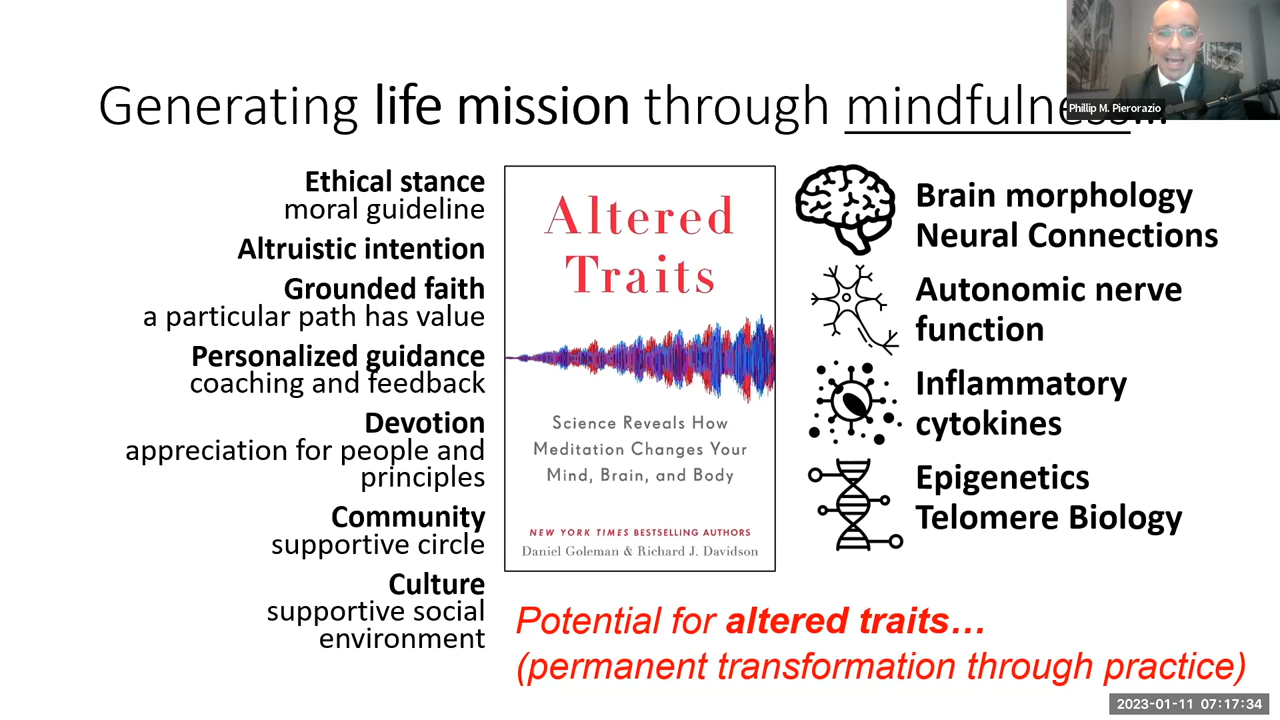 Generating life mission through mindfulness...
Phillip M. Pierorazio
Ethical stance
moral guideline
Altruistic intention
Grounded faith
a particular path has value
Personalized guidance
coaching and feedback
Devotion
appreciation for people and
principles
Community
supportive circle
Culture
supportive social
environment
Altered
Traits
Science Reveals How
Meditation Changes Your
Mind, Brain, and Body
NEW YORK TIMES BESTSELLING AUTHORS
Daniel Goleman & Richard J. Davidson
Brain morphology
Neural Connections
Autonomic nerve
function
Inflammatory
cytokines
Epigenetics
Telomere Biology
Potential for altered traits...
(permanent transformation through practice)
2023-01-11 07:17:34